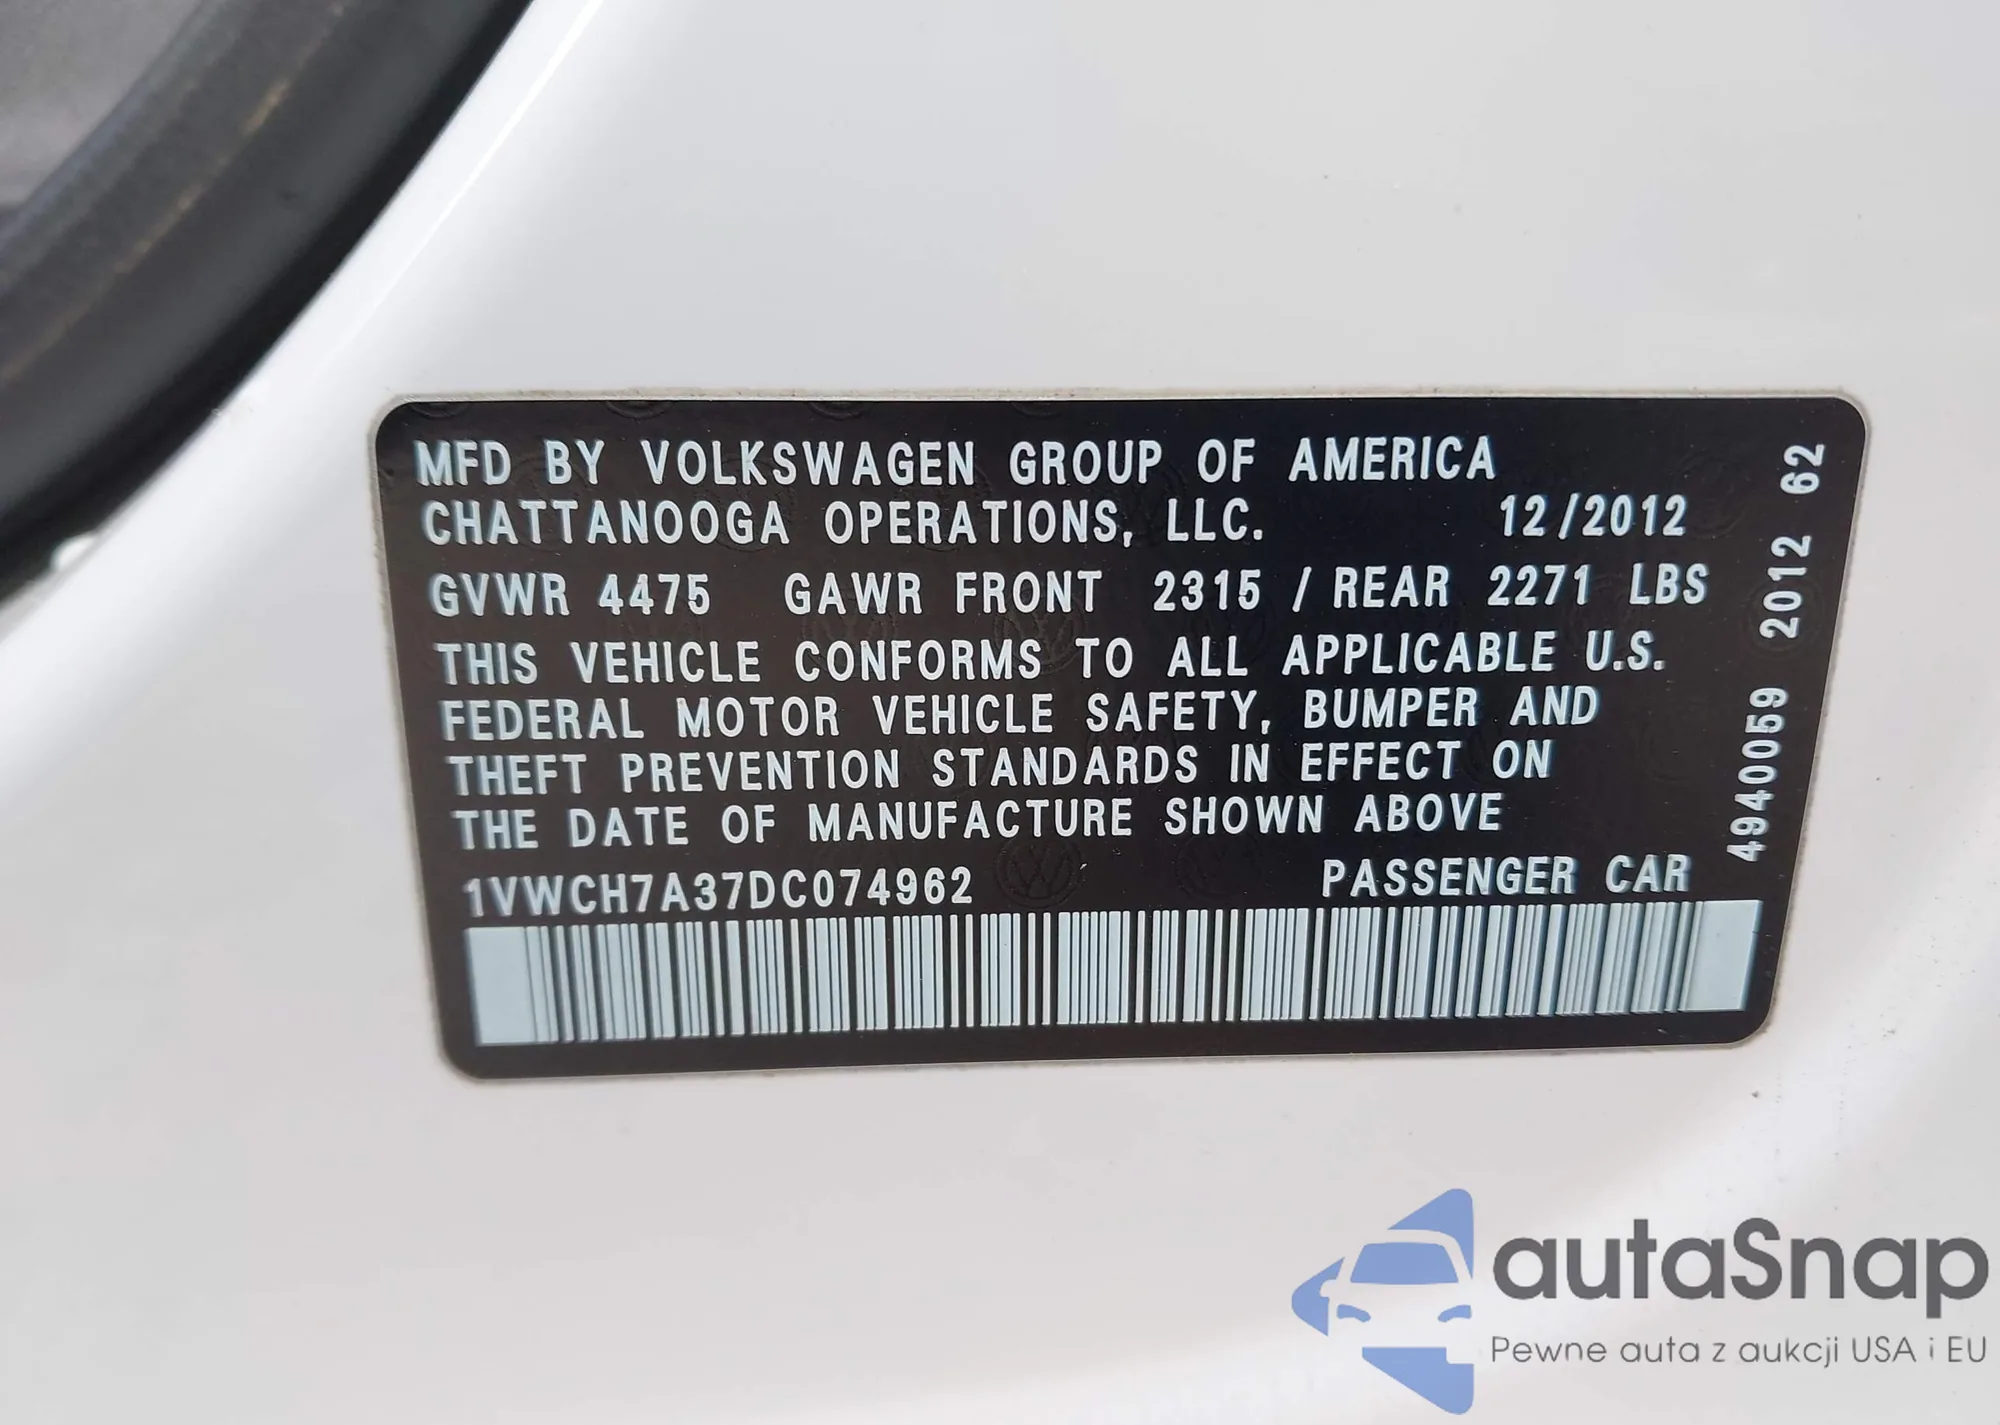 MFD BY VOLKSWAGEN GROUP OF AMERICA
CHATTANOOGA OPERATIONS, LLC. 12/2012
GVWR 4475 GAWR FRONT 2315 / REAR 2271 LBS
THIS VEHICLE CONFORMS TO ALL APPLICABLE U.S.
FEDERAL MOTOR VEHICLE SAFETY, BUMPER AND
THEFT PREVENTION STANDARDS IN EFFECT ON
THE DATE OF MANUFACTURE SHOWN ABOVE
1VWCH7A37DC074962 PASSENGER CAR
4940059 2012 62
autaSnap
Pewne auta z aukcji USA i EU